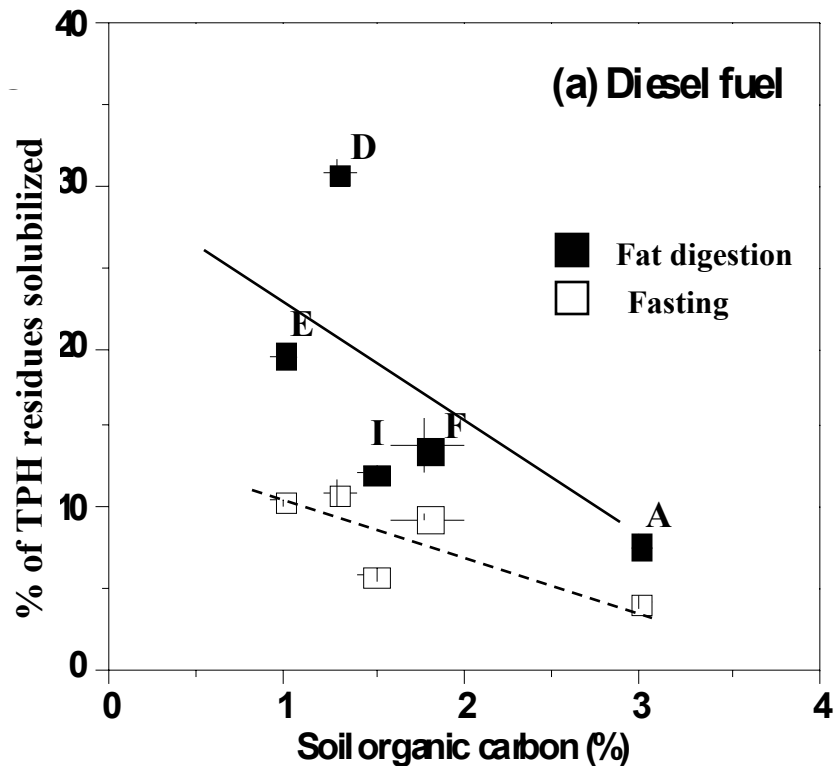 40
(a) Diesel fuel
D
30
Fat digestion
Fasting
E
20
I
F
10
A
0
0 1 2 3 4
Soil organic carbon (%)
% of TPH residues solubilized